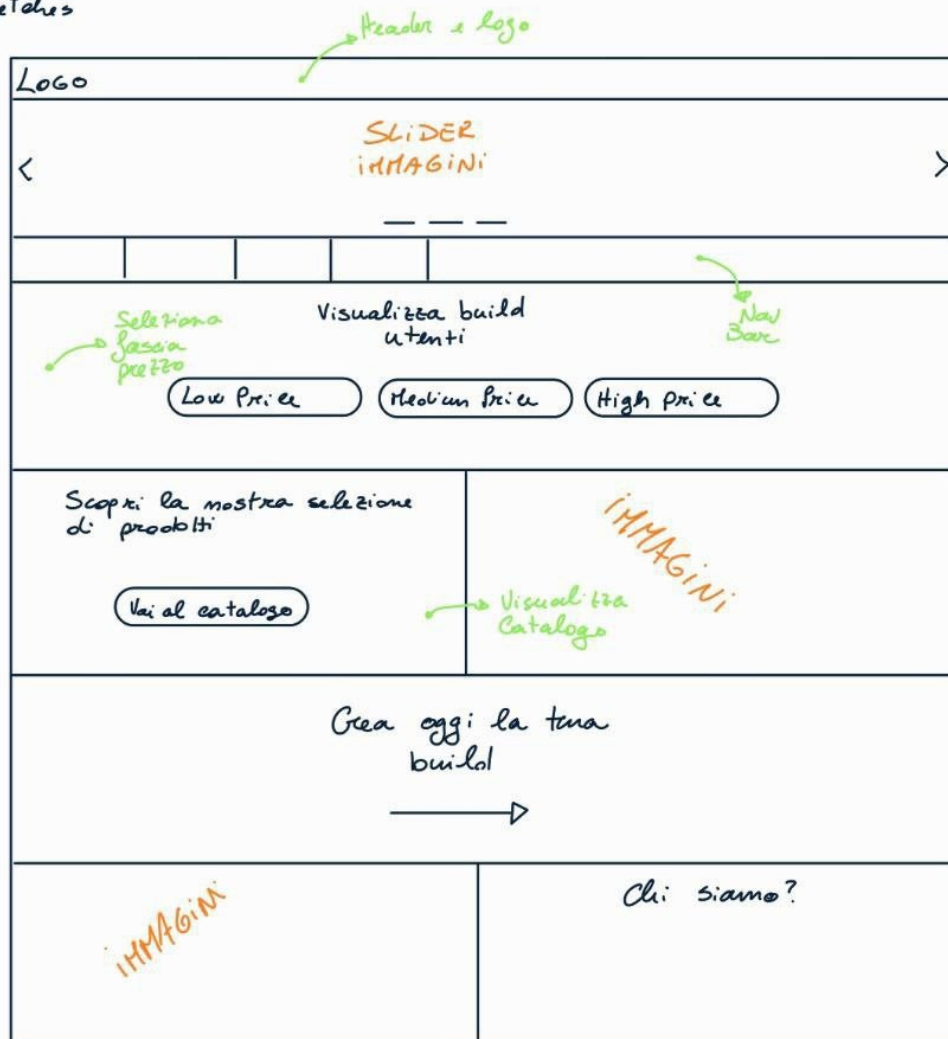 Header e logo
LOGO
SLiDER
iMMAGiNi
Visualizza build
utenti
Seleziona
fascia
prezzo
Nav
Bar
Low Price
Medium Price
High price
Scopri la nostra selezione
di prodotti
iMMAGiNi
Vai al catalogo
Visualizza
Catalogo
Crea oggi la tua
build
iMMAGiNi
Chi siamo?